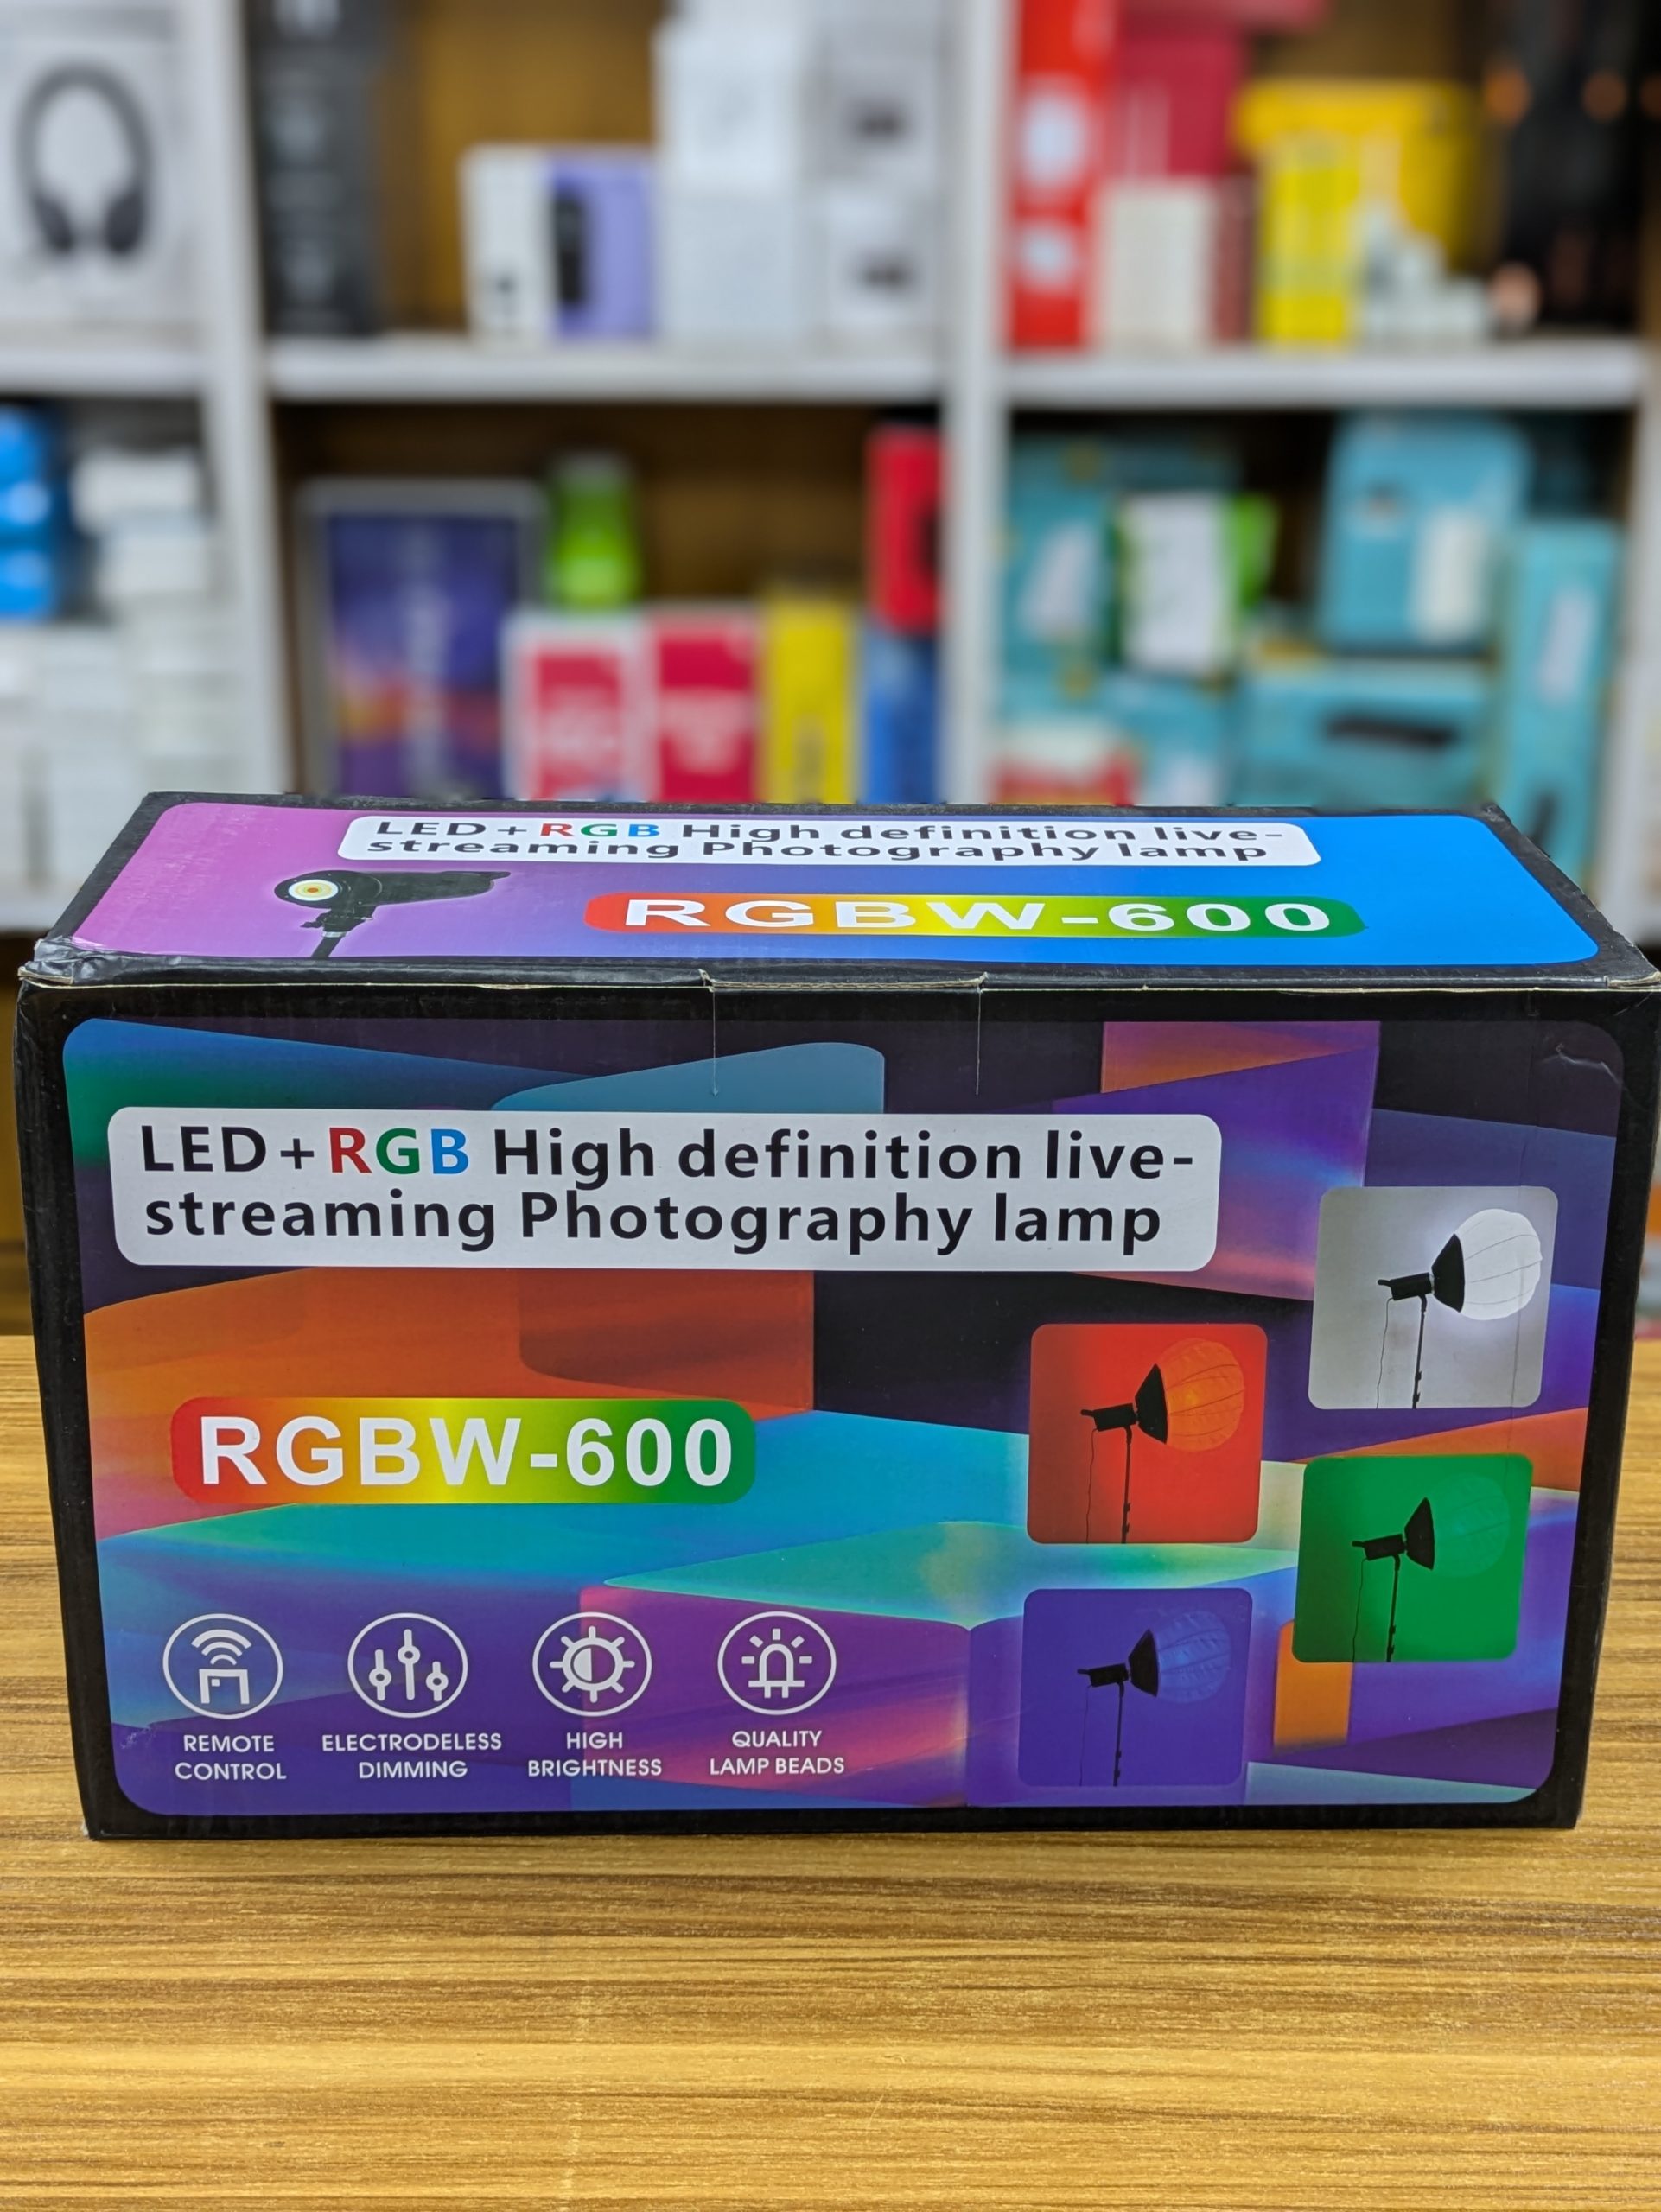 LED+RGB High definition live-
streaming Photography lamp
RGBW-600
LED+RGB High definition live-
streaming Photography lamp
RGBW-600
REMOTE
CONTROL
ELECTRODELESS
DIMMING
HIGH
BRIGHTNESS
QUALITY
LAMP BEADS